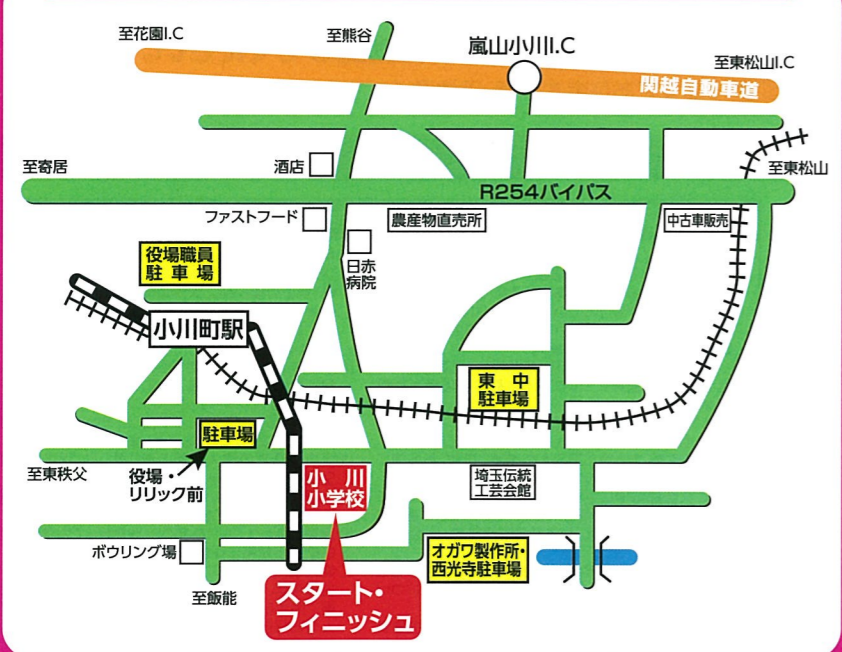 至花園I.C
至熊谷
嵐山小川I.C
至東松山I.C
関越自動車道
至寄居
酒店
至東松山
R254バイパス
ファストフード
農産物直売所
中古車販売
役場職員
駐車場
日赤
病院
小川町駅
東中
駐車場
駐車場
至東秩父
役場・
リリック前
小川
小学校
埼玉伝統
工芸会館
ボウリング場
オガワ製作所・
西光寺駐車場
至飯能
スタート・
フィニッシュ